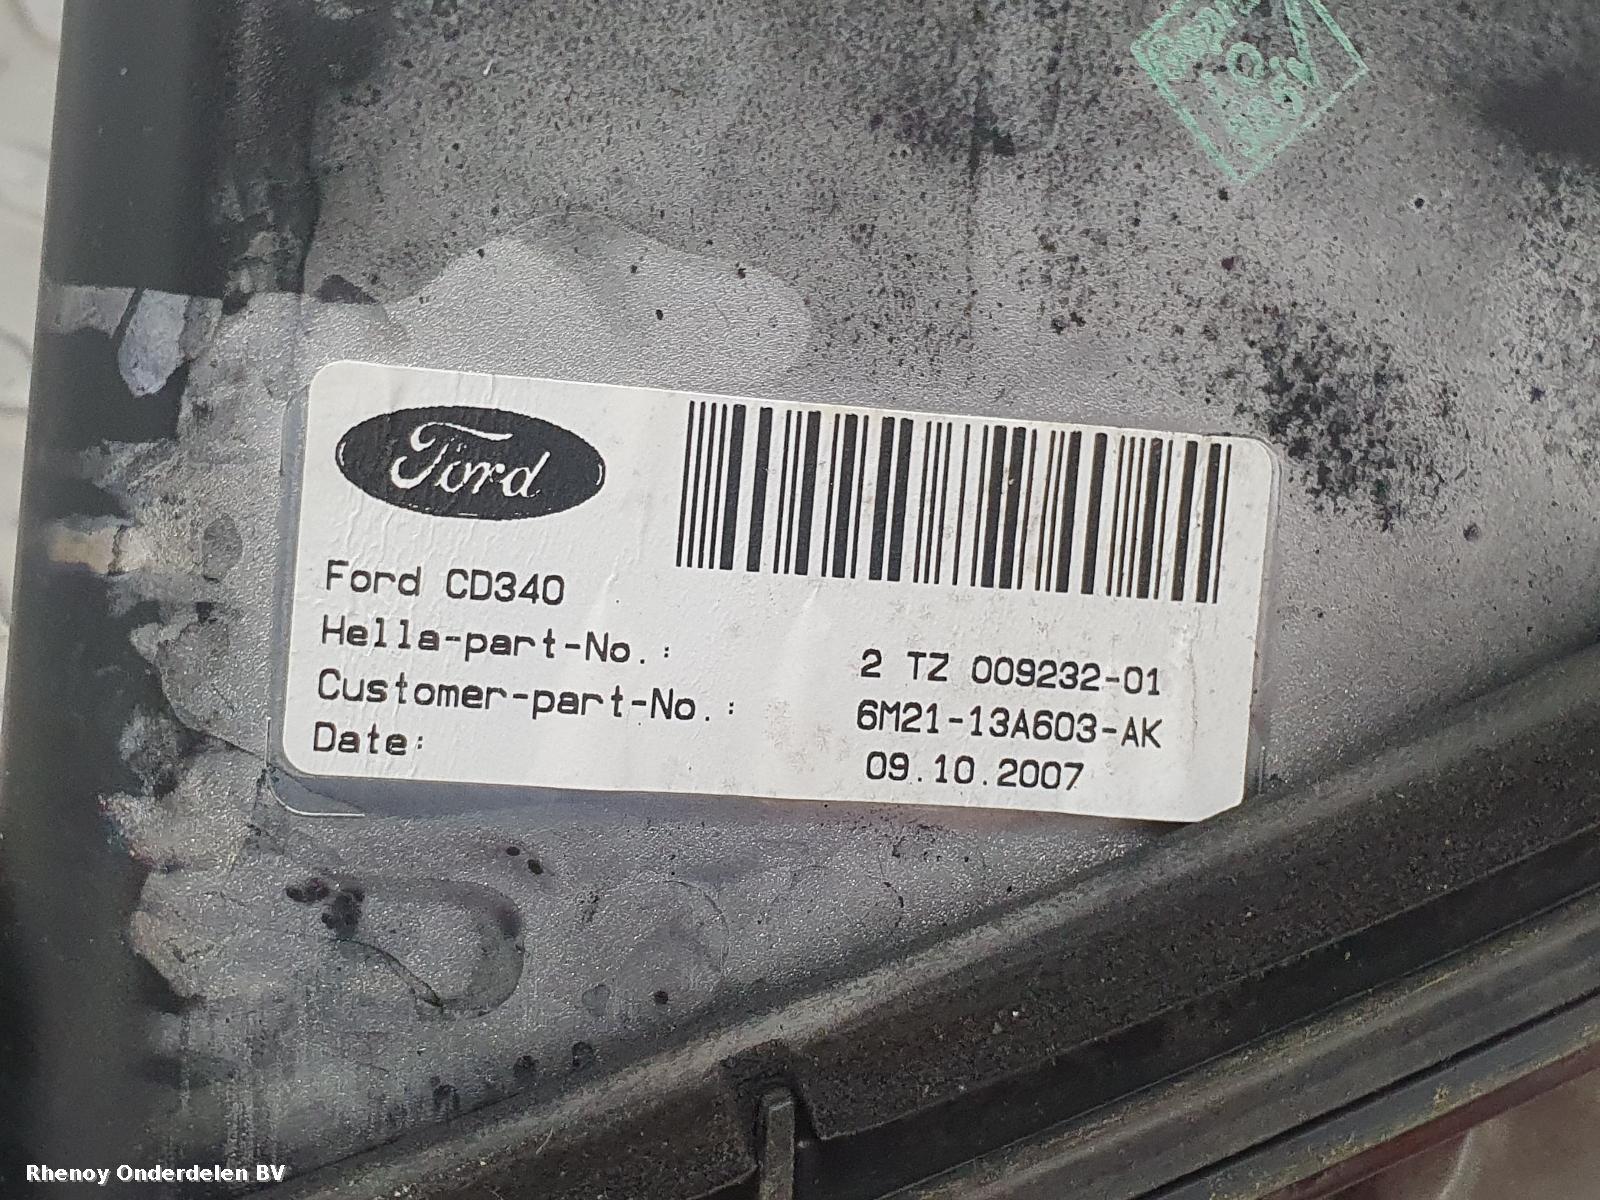 Ford
Ford CD340
Hella-part-No.: 2 TZ 009232-01
Customer-part-No.: 6M21-13A603-AK
Date: 09.10.2007
Rhenoy Onderdelen BV